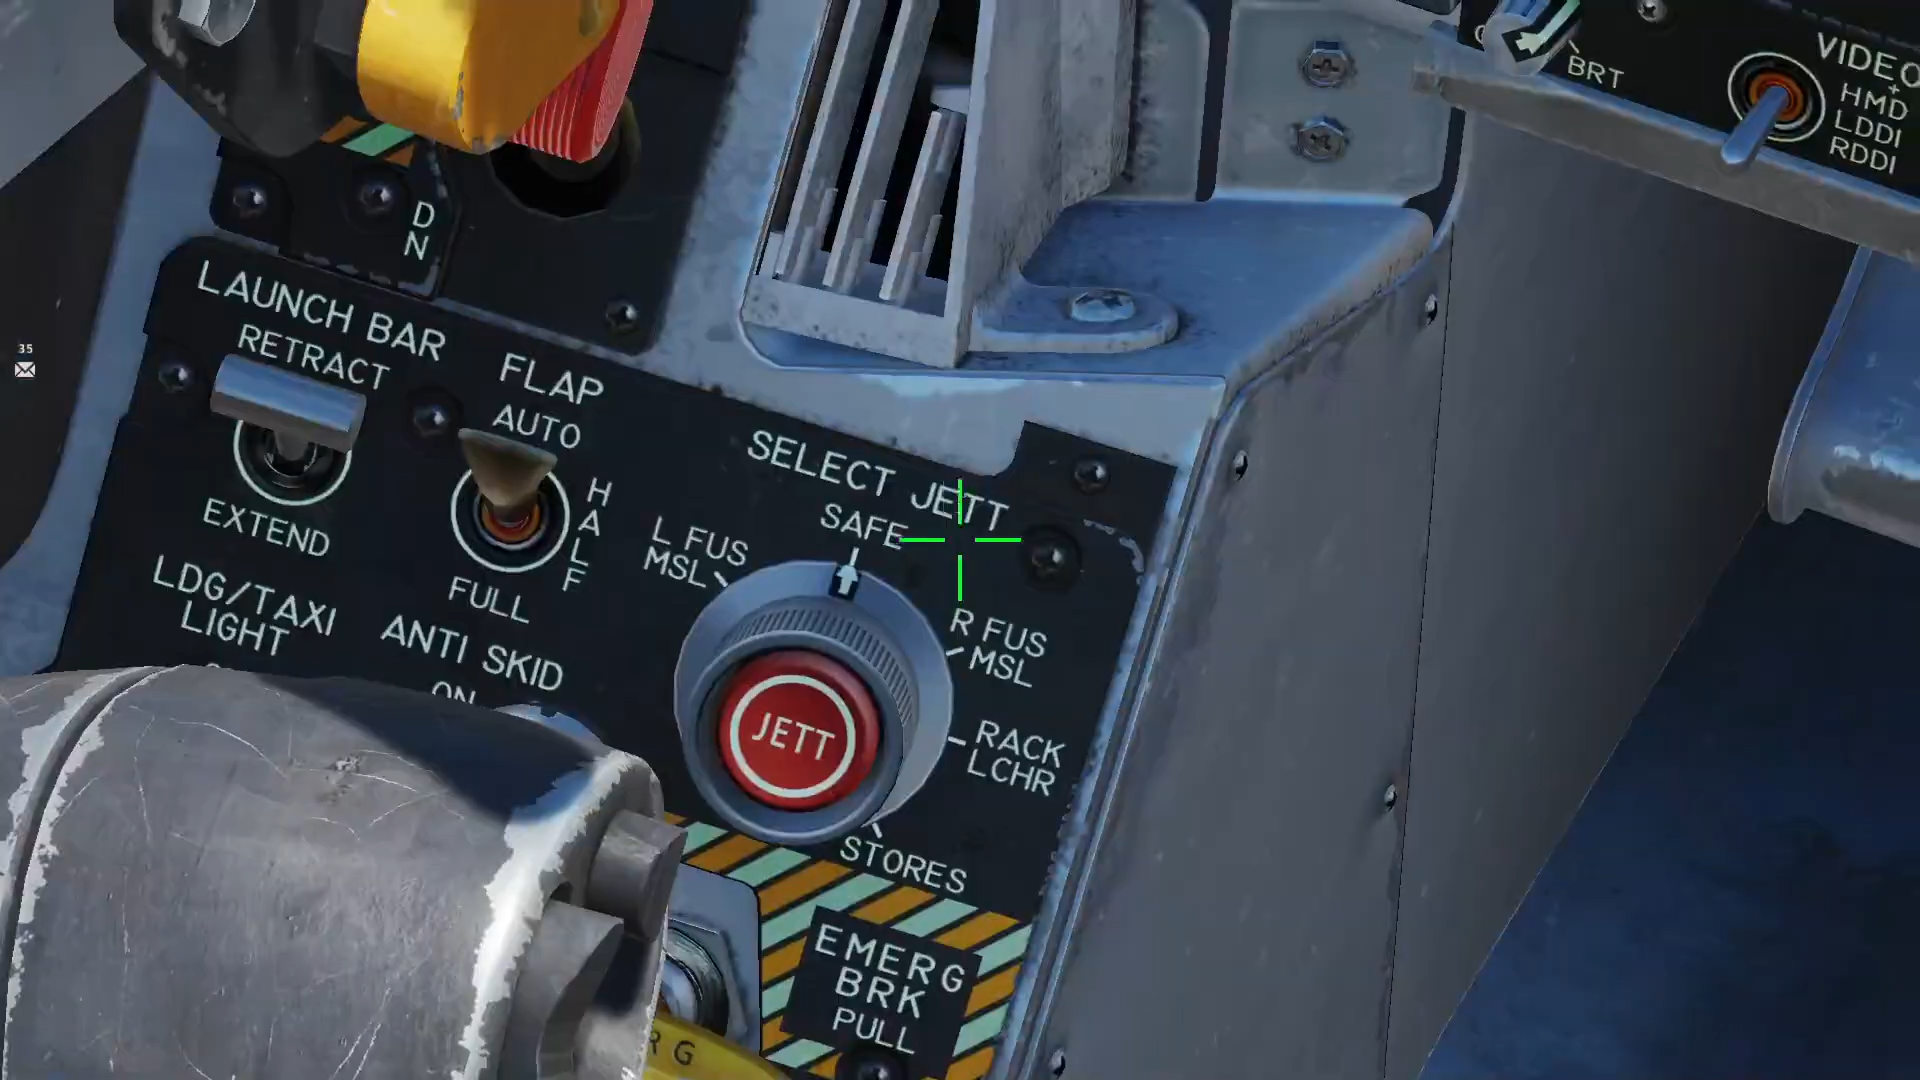 BRT
VIDEO
HMD
LDDI
RDDI
DN
35
LAUNCH BAR
RETRACT
EXTEND
FLAP
AUTO
HALF
FULL
SELECT JETT
SAFE
L FUS
MSL
R FUS
MSL
RACK
LCHR
STORES
JETT
LDG/TAXI
LIGHT
ANTI SKID
ON
EMERG
BRK
PULL